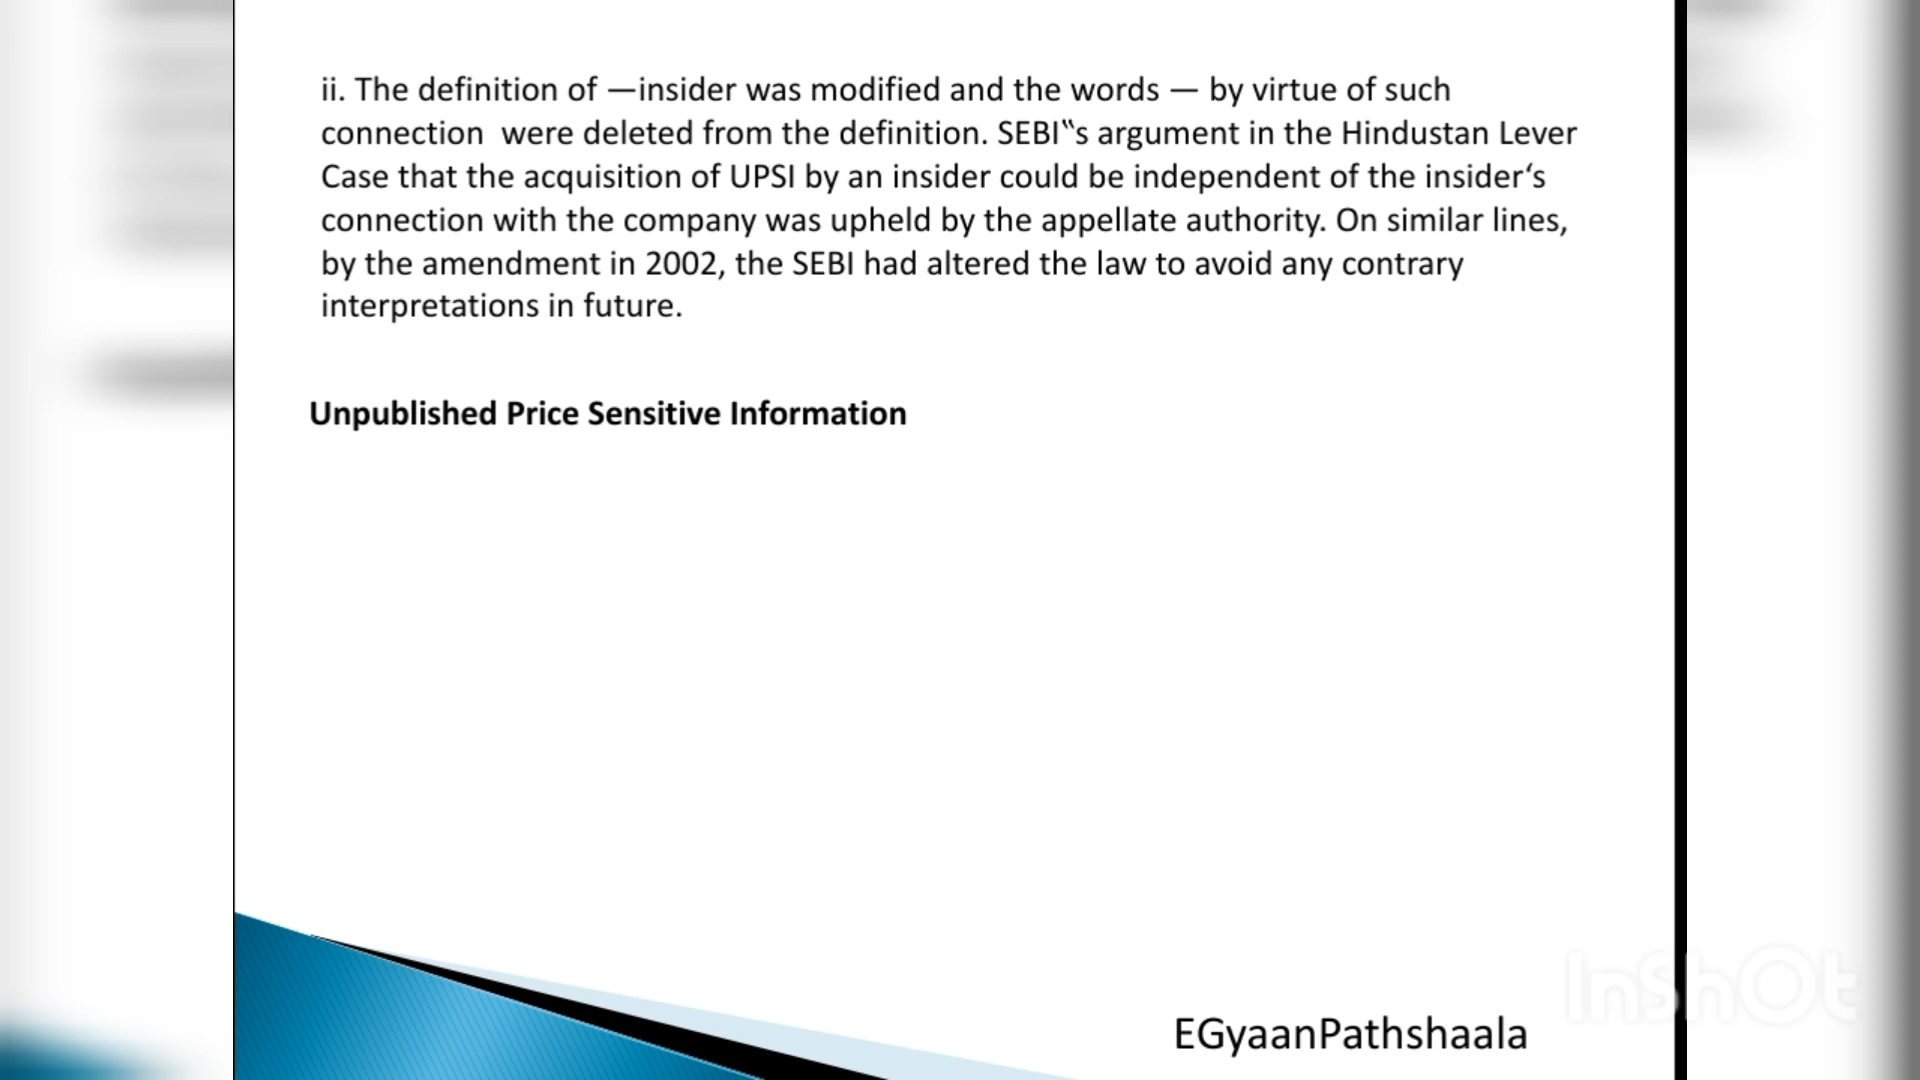 ii. The definition of —insider was modified and the words — by virtue of such
connection  were deleted from the definition. SEBI‟s argument in the Hindustan Lever
Case that the acquisition of UPSI by an insider could be independent of the insider‘s
connection with the company was upheld by the appellate authority. On similar lines,
by the amendment in 2002, the SEBI had altered the law to avoid any contrary
interpretations in future.
Unpublished Price Sensitive Information
InShOt
EGyaanPathshaala